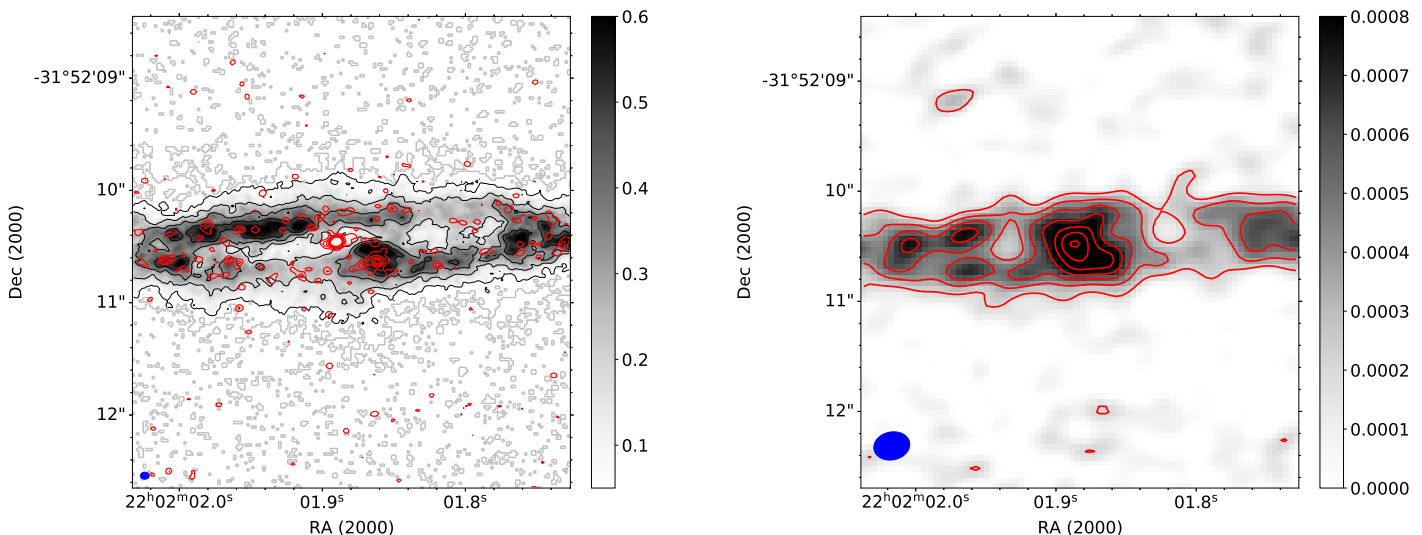 -31°52'09"
10"
11"
12"
Dec (2000)
22ʰ02ᵐ02.0ˢ
01.9ˢ
01.8ˢ
RA (2000)
0.6
0.5
0.4
0.3
0.2
0.1
-31°52'09"
10"
11"
12"
Dec (2000)
22ʰ02ᵐ02.0ˢ
01.9ˢ
01.8ˢ
RA (2000)
0.0008
0.0007
0.0006
0.0005
0.0004
0.0003
0.0002
0.0001
0.0000